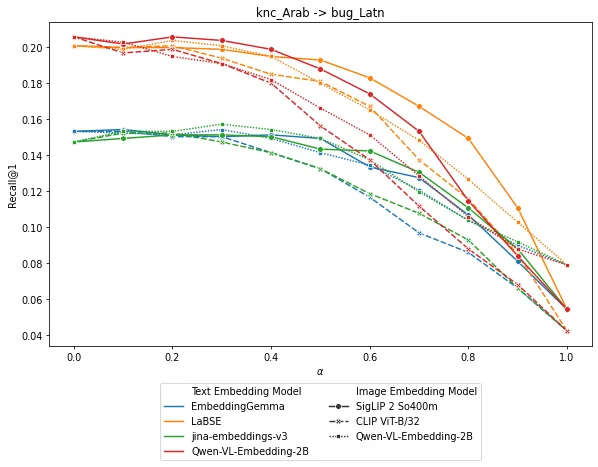 knc_Arab -> bug_Latn
Recall@1
0.20
0.18
0.16
0.14
0.12
0.10
0.08
0.06
0.04
0.0 0.2 0.4 0.6 0.8 1.0
α
Text Embedding Model
EmbeddingGemma
LaBSE
jina-embeddings-v3
Qwen-VL-Embedding-2B
Image Embedding Model
SigLIP 2 So400m
CLIP ViT-B/32
Qwen-VL-Embedding-2B